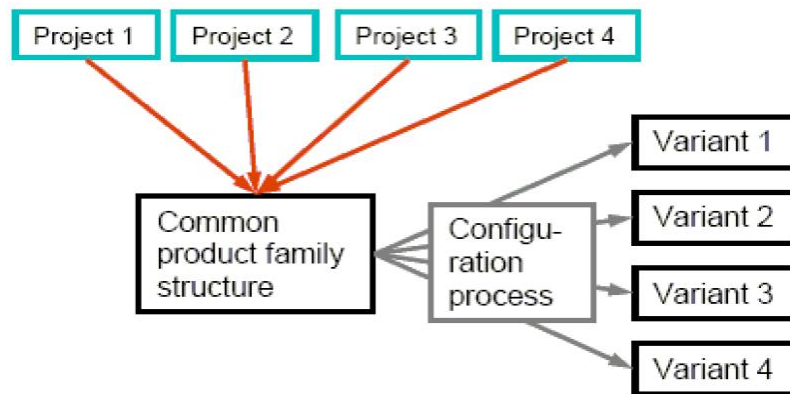 Project 1
Project 2
Project 3
Project 4
Common
product family
structure
Configu-
ration
process
Variant 1
Variant 2
Variant 3
Variant 4